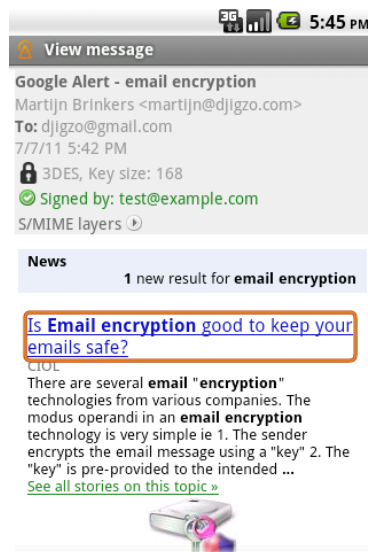 3G 5:45 PM
View message
Google Alert - email encryption
Martijn Brinkers <martijn@djigzo.com>
To: djigzo@gmail.com
7/7/11 5:42 PM
3DES, Key size: 168
Signed by: test@example.com
S/MIME layers
News
1 new result for email encryption
Is Email encryption good to keep your
emails safe?
CIOL
There are several email "encryption"
technologies from various companies. The
modus operandi in an email encryption
technology is very simple ie 1. The sender
encrypts the email message using a "key" 2. The
"key" is pre-provided to the intended ...
See all stories on this topic »